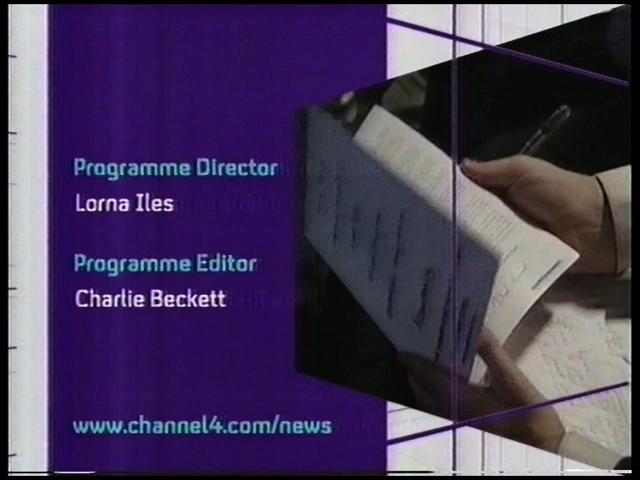 Programme Director
Lorna Iles
Programme Editor
Charlie Beckett
www.channel4.com/news